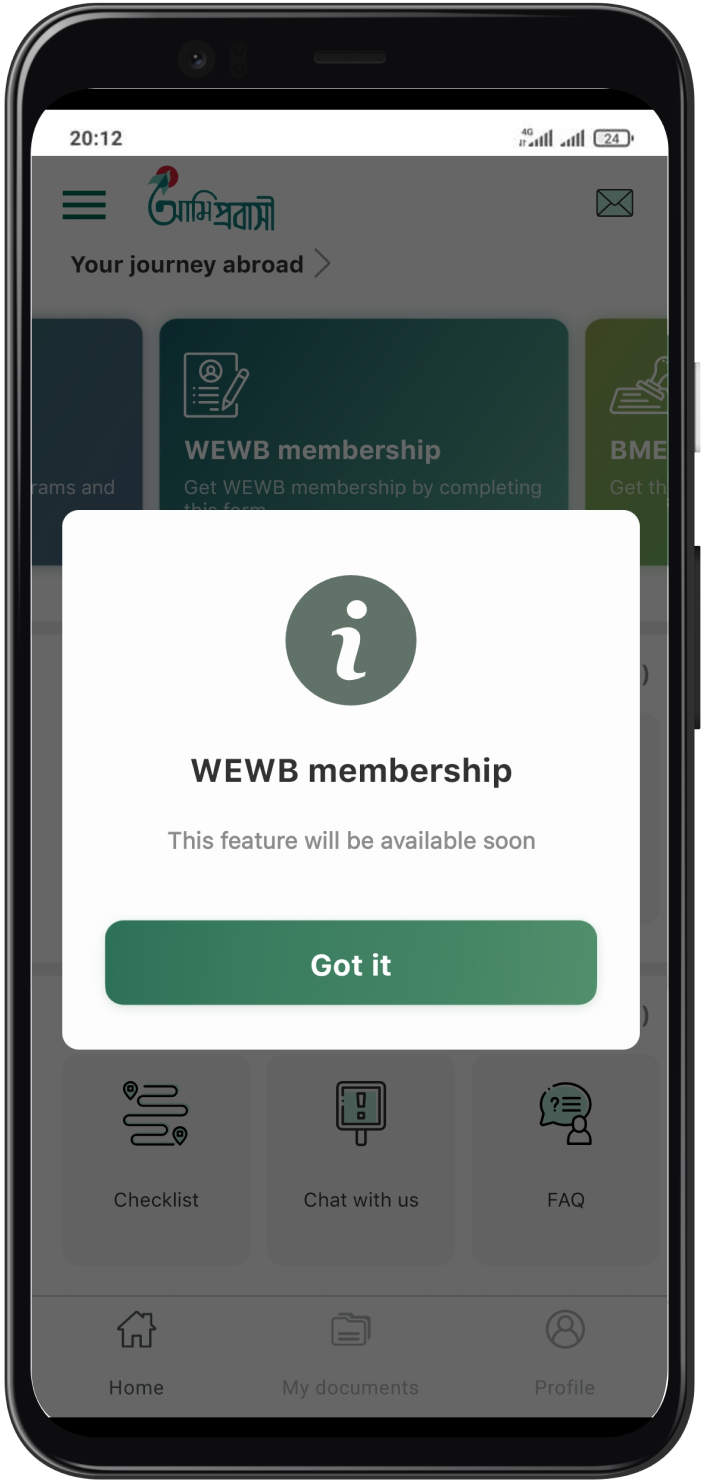 20:12
4G
24
আমি প্রবাসী
Your journey abroad
WEWB membership
BME
rams and
Get WEWB membership by completing
Get th
this form
WEWB membership
This feature will be available soon
Got it
Checklist
Chat with us
FAQ
Home
My documents
Profile